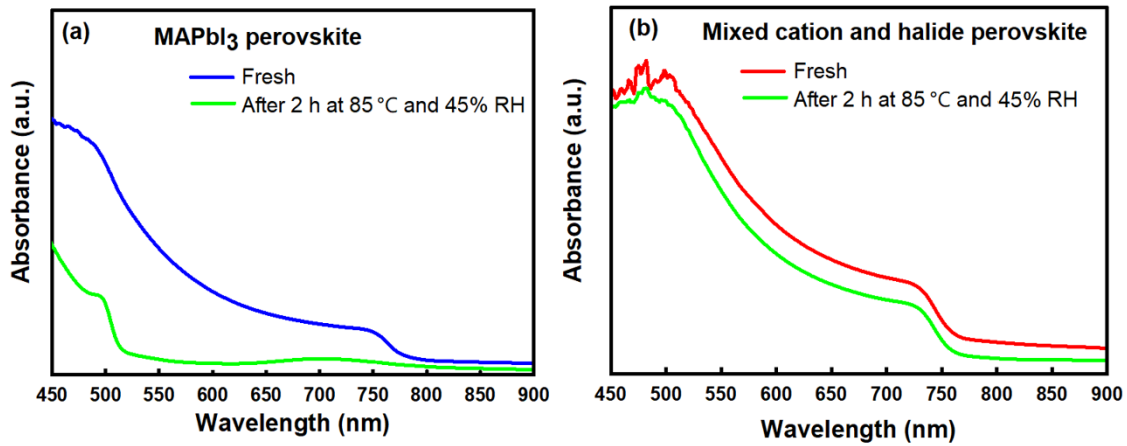 (a) MAPbI₃ perovskite
Fresh
After 2 h at 85 °C and 45% RH
Absorbance (a.u.)
450 500 550 600 650 700 750 800 850 900
Wavelength (nm)
(b) Mixed cation and halide perovskite
Fresh
After 2 h at 85 °C and 45% RH
Absorbance (a.u.)
450 500 550 600 650 700 750 800 850 900
Wavelength (nm)